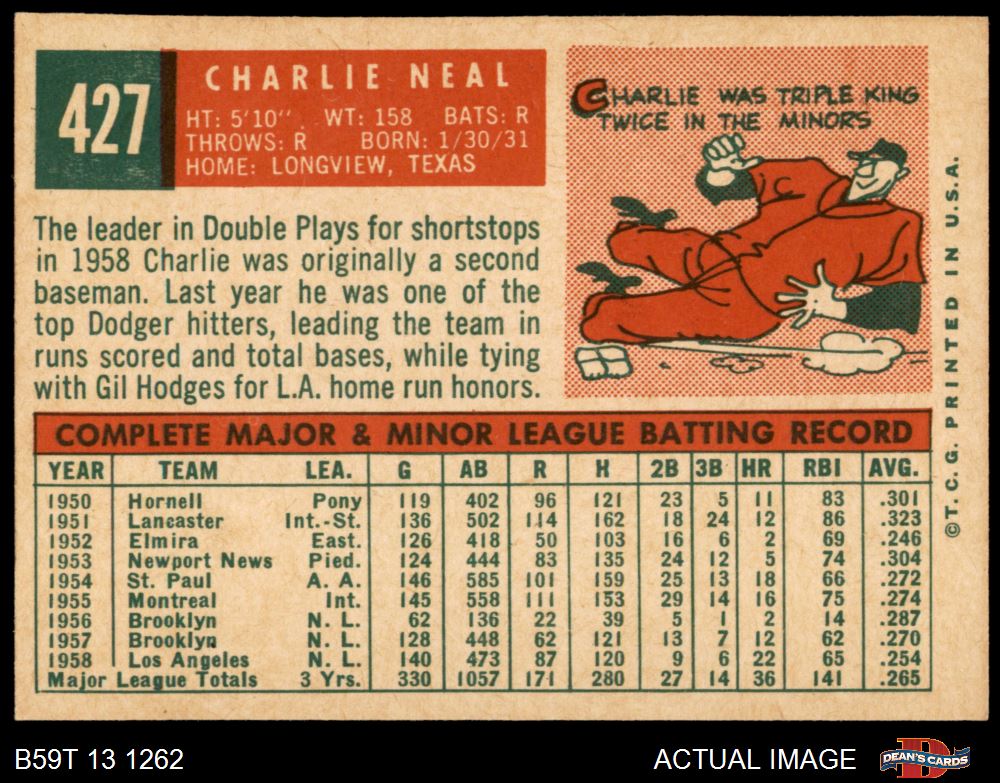 427
CHARLIE NEAL
HT: 5'10" WT: 158 BATS: R
THROWS: R BORN: 1/30/31
HOME: LONGVIEW, TEXAS
CHARLIE WAS TRIPLE KING
TWICE IN THE MINORS
The leader in Double Plays for shortstops
in 1958 Charlie was originally a second
baseman. Last year he was one of the
top Dodger hitters, leading the team in
runs scored and total bases, while tying
with Gil Hodges for L.A. home run honors.
COMPLETE MAJOR & MINOR LEAGUE BATTING RECORD
YEAR TEAM LEA. G AB R H 2B 3B HR RBI AVG.
1950 Hornell Pony 119 402 96 121 23 5 11 83 .301
1951 Lancaster Int.-St. 136 502 114 162 18 24 12 86 .323
1952 Elmira East. 126 418 50 103 16 6 2 69 .246
1953 Newport News Pied. 124 444 83 135 24 12 5 74 .304
1954 St. Paul A. A. 146 585 101 159 25 13 18 66 .272
1955 Montreal Int. 145 558 111 153 29 14 16 75 .274
1956 Brooklyn N. L. 62 136 22 39 5 1 2 14 .287
1957 Brooklyn N. L. 128 448 62 121 13 7 12 62 .270
1958 Los Angeles N. L. 140 473 87 120 9 6 22 65 .254
Major League Totals 3 Yrs. 330 1057 171 280 27 14 36 141 .265
©T.C.G. PRINTED IN U.S.A.
B59T 13 1262
ACTUAL IMAGE
DEAN'S CARDS